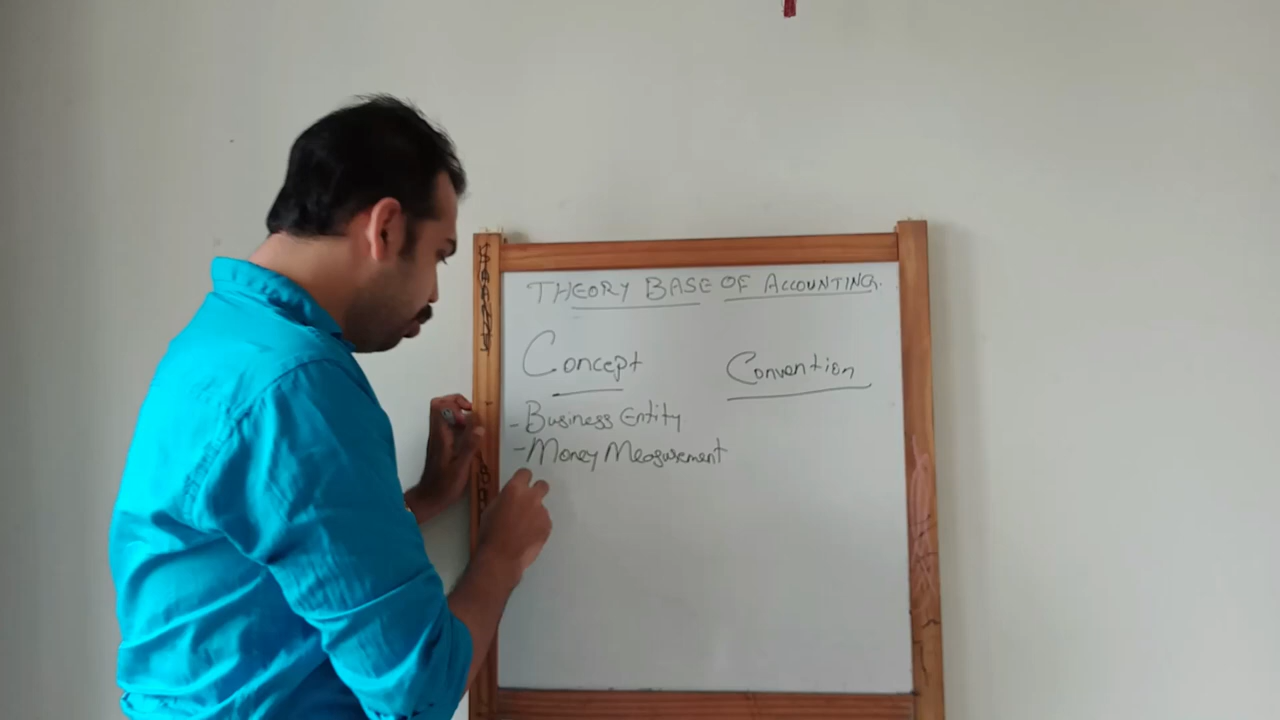 THEORY BASE OF ACCOUNTING.
Concept Convention
- Business Entity
- Money Measurement